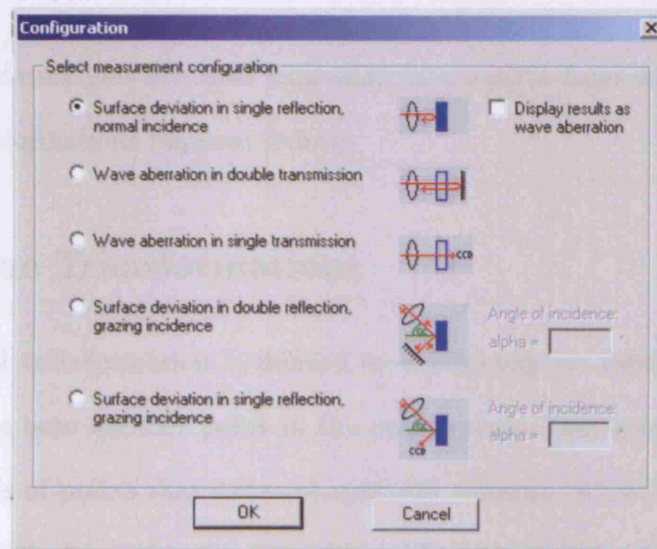 Configuration
Select measurement configuration
Surface deviation in single reflection,
normal incidence
Display results as
wave aberration
Wave aberration in double transmission
Wave aberration in single transmission
CCD
Surface deviation in double reflection,
grazing incidence
Angle of incidence:
alpha =
Surface deviation in single reflection,
grazing incidence
Angle of incidence:
alpha =
CCD
OK
Cancel